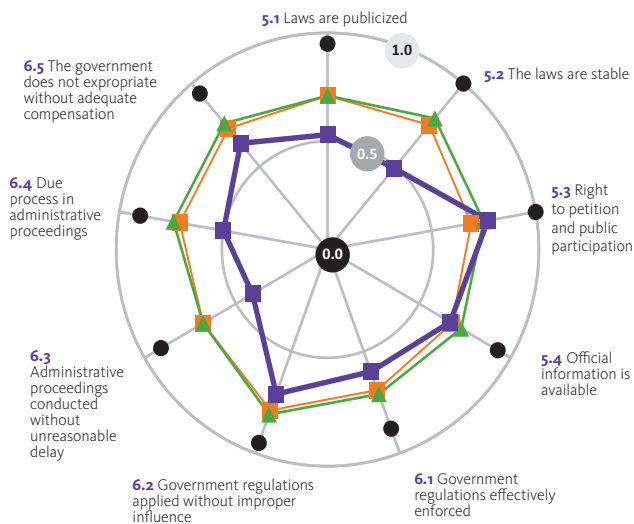 5.1 Laws are publicized
1.0
5.2 The laws are stable
0.5
5.3 Right
to petition
and public
participation
0.0
5.4 Official
information is
available
6.1 Government
regulations effectively
enforced
6.2 Government regulations
applied without improper
influence
6.3
Administrative
proceedings
conducted
without
unreasonable
delay
6.4 Due
process in
administrative
proceedings
6.5 The government
does not expropriate
without adequate
compensation